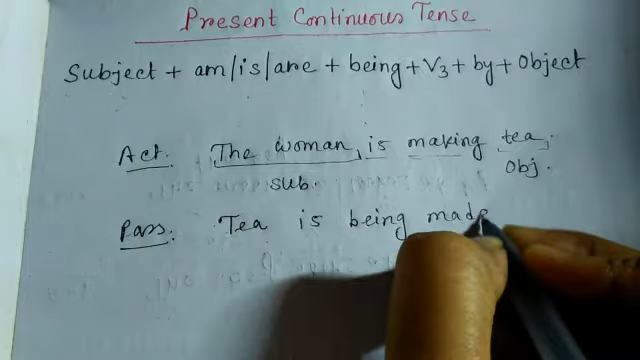 Present Continuous Tense
Subject + am/is/are + being + V3 + by + Object
Act. The woman, is making tea.
Sub. Obj.
Pass. Tea is being made